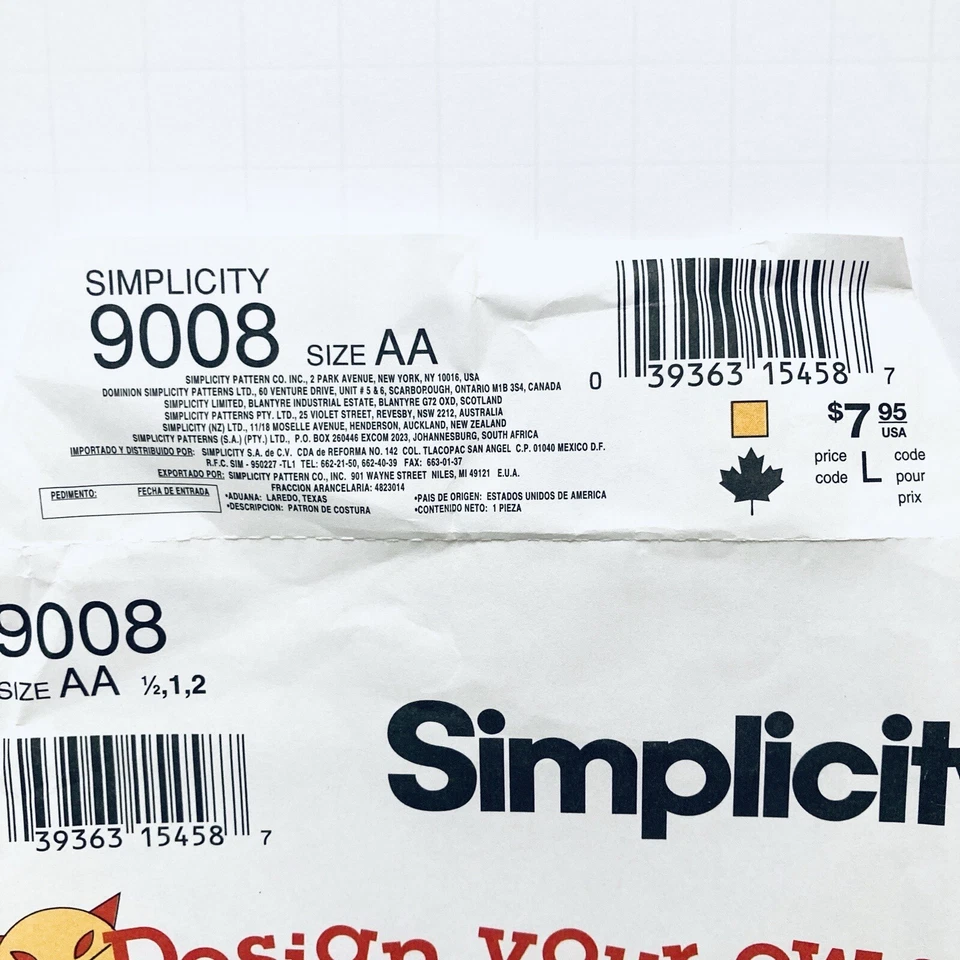 SIMPLICITY
9008 SIZE AA
SIMPLICITY PATTERN CO. INC., 2 PARK AVENUE, NEW YORK, NY 10016, USA
DOMINION SIMPLICITY PATTERNS LTD., 60 VENTURE DRIVE, UNIT # 5 & 6, SCARBOROUGH, ONTARIO M1B 3S4, CANADA
SIMPLICITY LIMITED, BLANTYRE INDUSTRIAL ESTATE, BLANTYRE G72 OXD, SCOTLAND
SIMPLICITY PATTERNS PTY. LTD., 25 VIOLET STREET, REVESBY, NSW 2212, AUSTRALIA
SIMPLICITY (NZ) LTD., 11/18 MOSELLE AVENUE, HENDERSON, AUCKLAND, NEW ZEALAND
SIMPLICITY PATTERNS (S.A.) (PTY.) LTD., P.O. BOX 260446 EXCOM 2023, JOHANNESBURG, SOUTH AFRICA
IMPORTADO Y DISTRIBUIDO POR: SIMPLICITY S.A. de C.V. CDA de REFORMA NO. 142 COL. TLACOPAC SAN ANGEL C.P. 01040 MEXICO D.F.
R.F.C. SIM - 950227 -TL1 TEL: 662-21-50, 662-40-39 FAX: 663-01-37
EXPORTADO POR: SIMPLICITY PATTERN CO., INC. 901 WAYNE STREET NILES, MI 49121 E.U.A.
FRACCION ARANCELARIA: 4823014
PEDIMENTO: FECHA DE ENTRADA
•ADUANA: LAREDO, TEXAS •PAIS DE ORIGEN: ESTADOS UNIDOS DE AMERICA
•DESCRIPCION: PATRON DE COSTURA •CONTENIDO NETO: 1 PIEZA
0 39363 15458 7
$7 95
USA
price code L code pour prix
9008
SIZE AA ½,1,2
39363 15458 7
Simplicity
Design your own